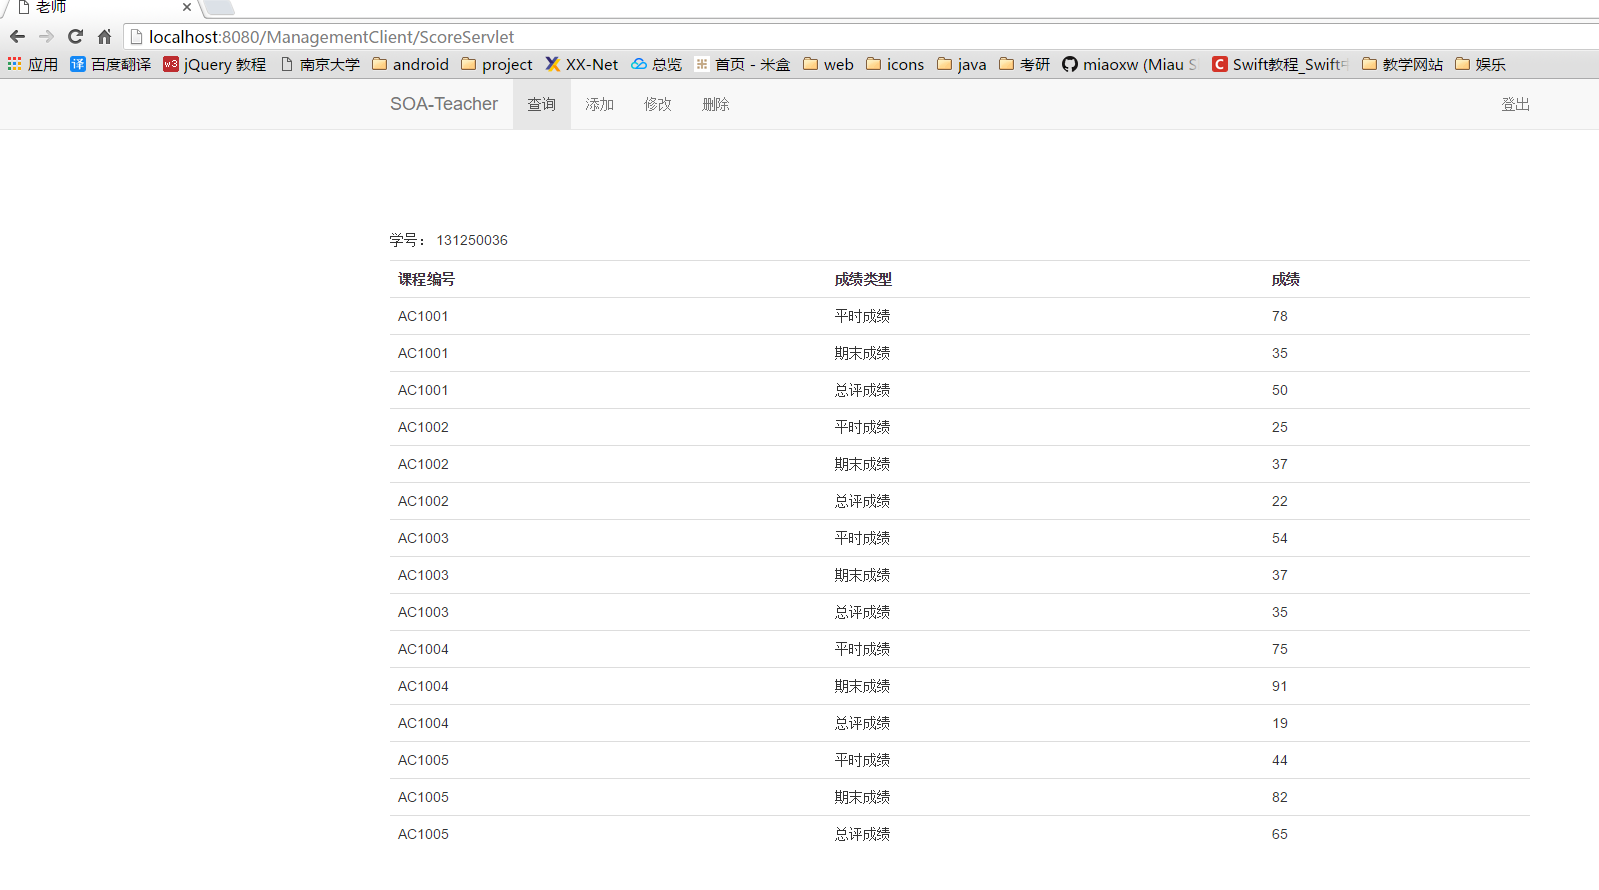 老师
localhost:8080/ManagementClient/ScoreServlet
应用 百度翻译 jQuery 教程 南京大学 android project XX-Net 总览 首页 - 米盒 web icons java 考研 miaoxw (Miau Swift教程_Swift 教学网站 娱乐
SOA-Teacher 查询 添加 修改 删除 登出
学号： 131250036
课程编号 成绩类型 成绩
AC1001 平时成绩 78
AC1001 期末成绩 35
AC1001 总评成绩 50
AC1002 平时成绩 25
AC1002 期末成绩 37
AC1002 总评成绩 22
AC1003 平时成绩 54
AC1003 期末成绩 37
AC1003 总评成绩 35
AC1004 平时成绩 75
AC1004 期末成绩 91
AC1004 总评成绩 19
AC1005 平时成绩 44
AC1005 期末成绩 82
AC1005 总评成绩 65